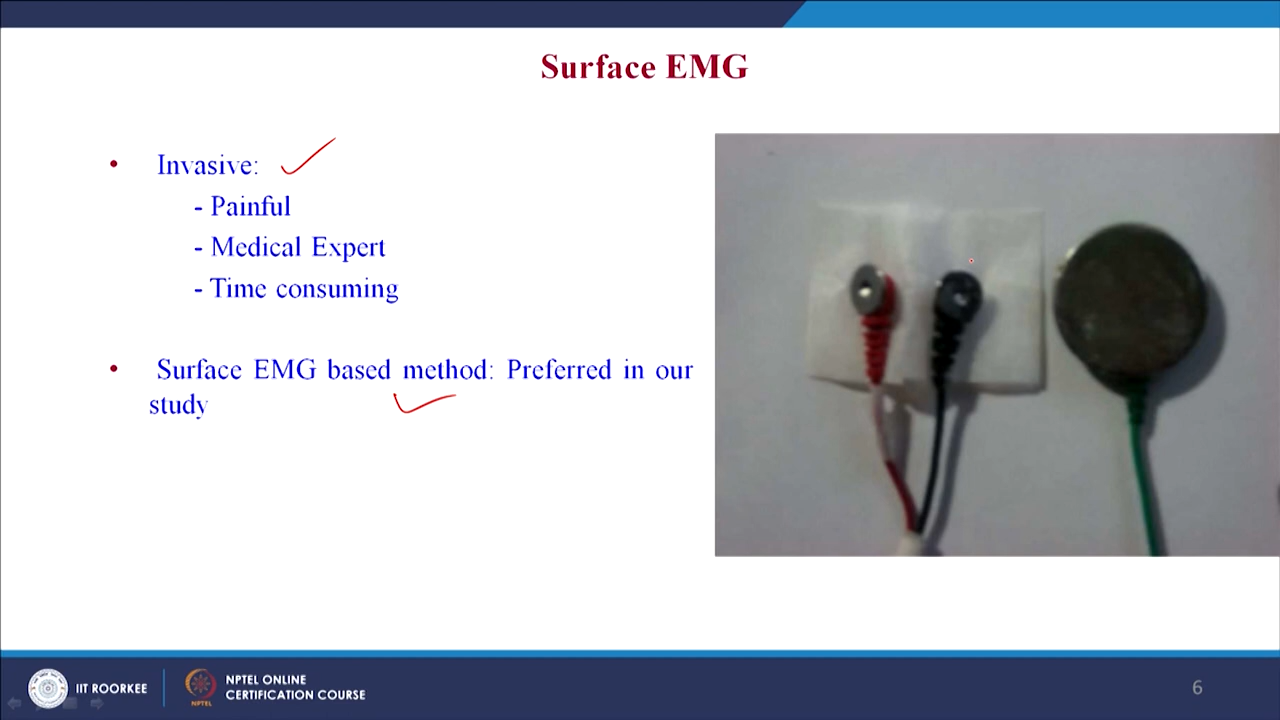 Surface EMG
• Invasive:
- Painful
- Medical Expert
- Time consuming
• Surface EMG based method: Preferred in our
study
IIT ROORKEE
NPTEL
NPTEL ONLINE
CERTIFICATION COURSE
6